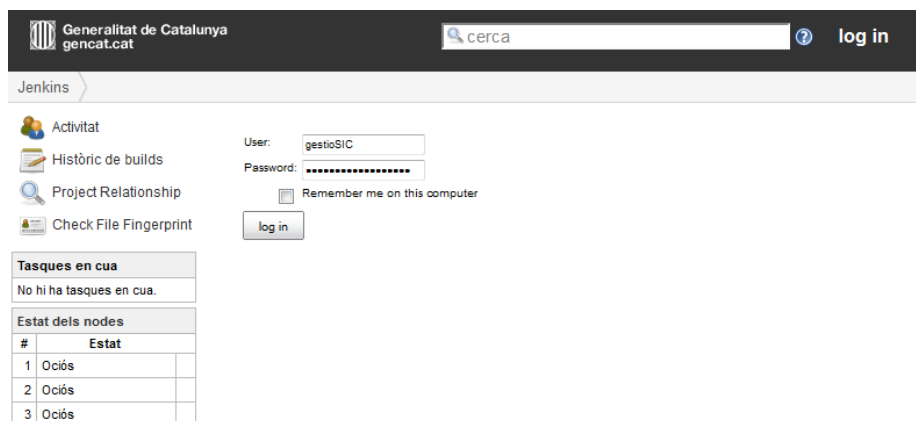 Generalitat de Catalunya
gencat.cat
cerca
log in
Jenkins
Activitat
Històric de builds
Project Relationship
Check File Fingerprint
User: gestioSIC
Password: ••••••••••••••••••
Remember me on this computer
log in
Tasques en cua
No hi ha tasques en cua.
Estat dels nodes
# Estat
1 Ociós
2 Ociós
3 Ociós